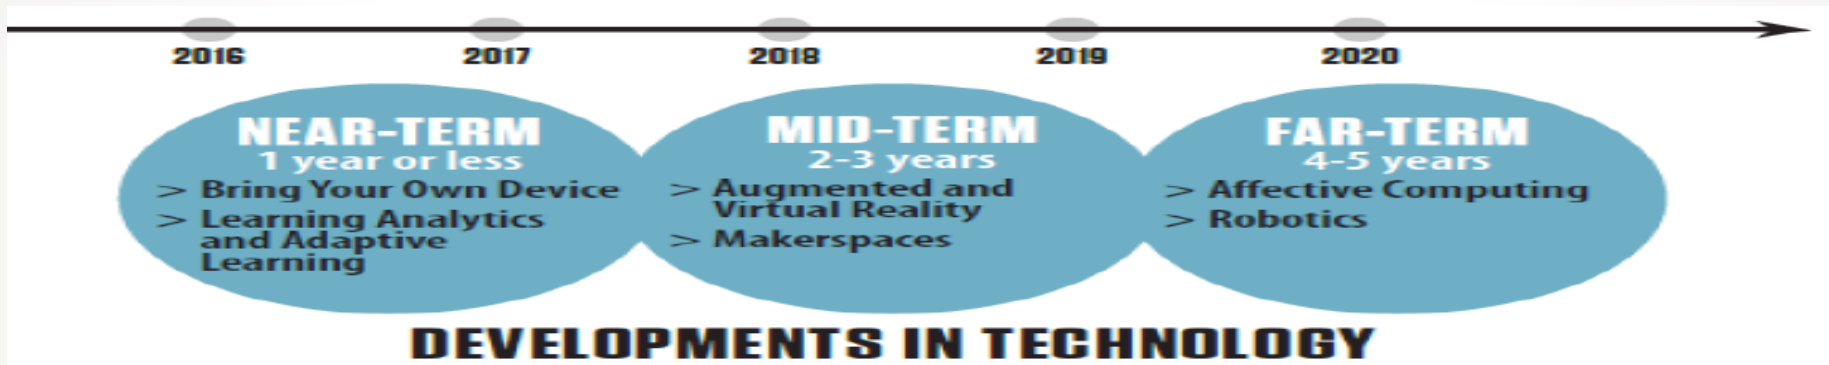 2016 2017 2018 2019 2020
NEAR-TERM
1 year or less
> Bring Your Own Device
> Learning Analytics
and Adaptive
Learning
MID-TERM
2-3 years
> Augmented and
Virtual Reality
> Makerspaces
FAR-TERM
4-5 years
> Affective Computing
> Robotics
DEVELOPMENTS IN TECHNOLOGY